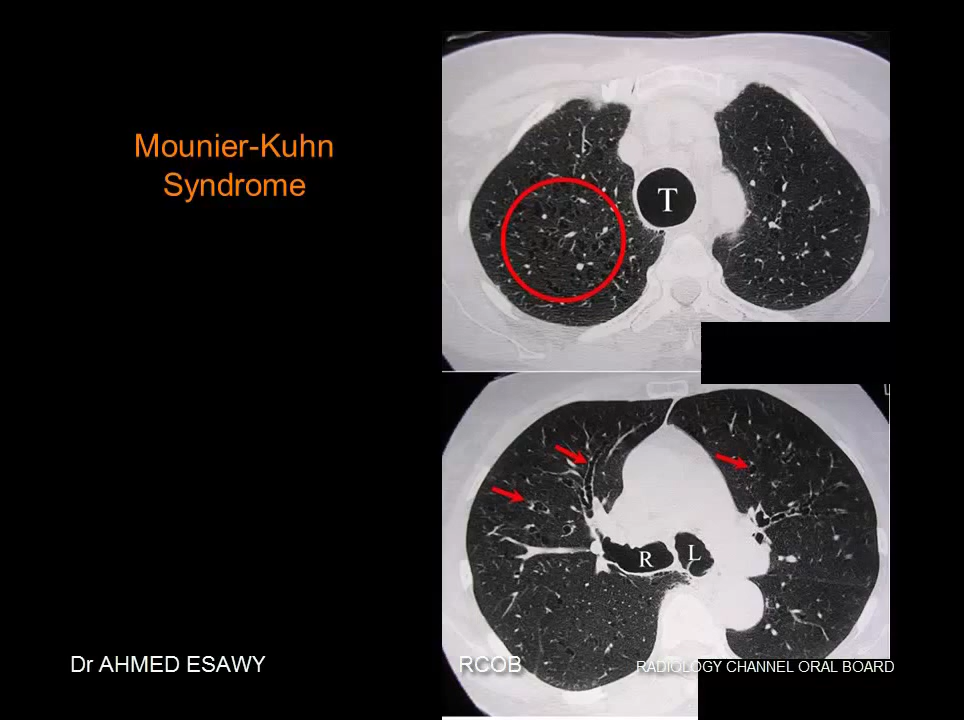 Mounier-Kuhn
Syndrome
T
R
L
Dr AHMED ESAWY
RCOB
RADIOLOGY CHANNEL ORAL BOARD